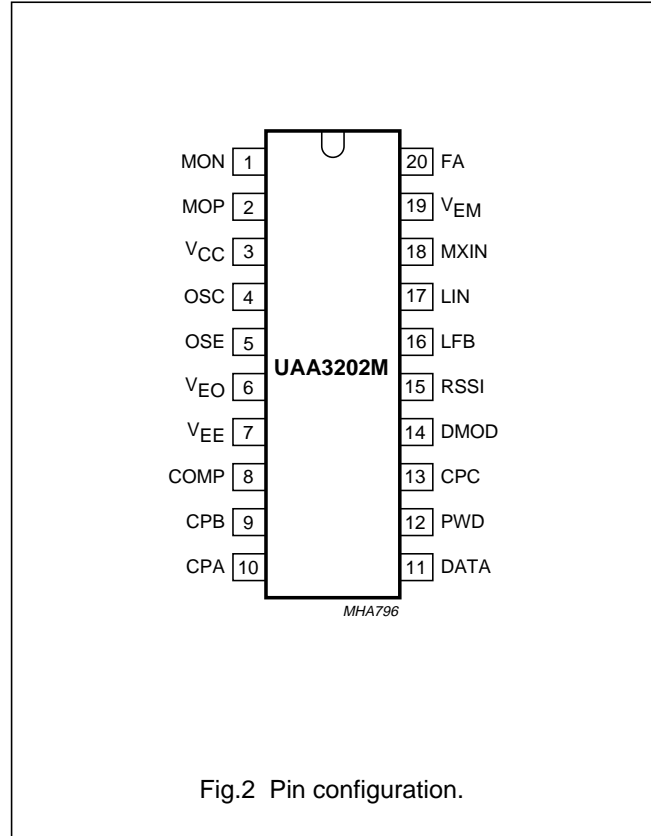 MON 1
MOP 2
VCC 3
OSC 4
OSE 5
VEO 6
VEE 7
COMP 8
CPB 9
CPA 10
UAA3202M
20 FA
19 VEM
18 MXIN
17 LIN
16 LFB
15 RSSI
14 DMOD
13 CPC
12 PWD
11 DATA
MHA796
Fig.2 Pin configuration.